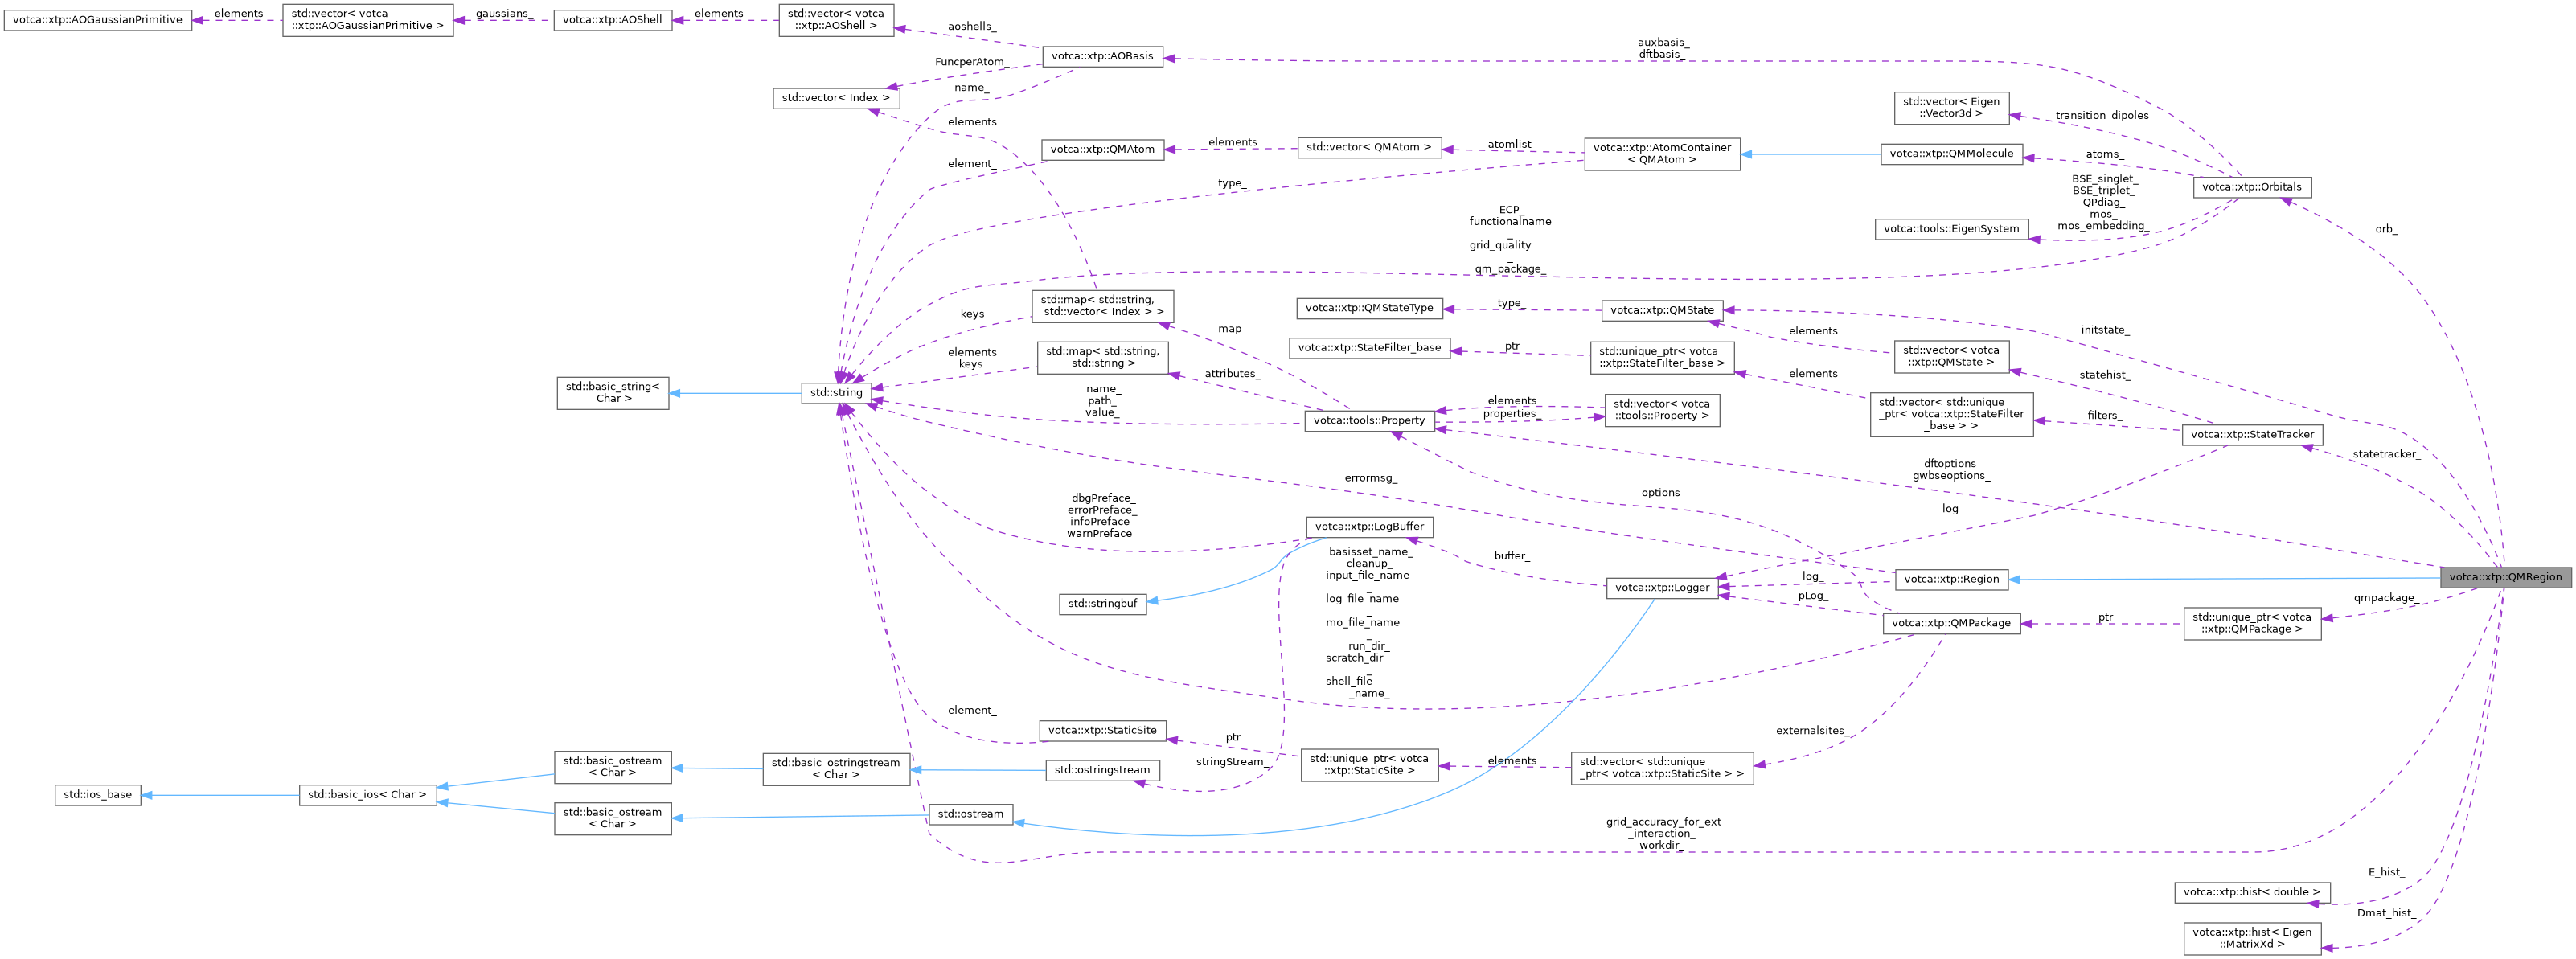 votca::xtp::AOGaussianPrimitive
elements
std::vector< votca
::xtp::AOGaussianPrimitive >
gaussians_
votca::xtp::AOShell
elements
std::vector< votca
::xtp::AOShell >
aoshells_
votca::xtp::AOBasis
auxbasis_
dftbasis_
FuncperAtom_
name_
std::vector< Index >
elements
std::vector< Eigen
::Vector3d >
transition_dipoles_
votca::xtp::QMAtom
elements
std::vector< QMAtom >
atomlist_
votca::xtp::AtomContainer
< QMAtom >
votca::xtp::QMMolecule
atoms_
votca::xtp::Orbitals
element_
type_
BSE_singlet_
BSE_triplet_
QPdiag_
mos_
mos_embedding_
votca::tools::EigenSystem
orb_
ECP_
functionalname
_
grid_quality
_
qm_package_
std::map< std::string,
std::vector< Index > >
keys
map_
votca::xtp::QMStateType
type_
votca::xtp::QMState
initstate_
elements
std::vector< votca
::xtp::QMState >
statehist_
votca::xtp::StateFilter_base
ptr
std::unique_ptr< votca
::xtp::StateFilter_base >
elements
std::vector< std::unique
_ptr< votca::xtp::StateFilter
_base > >
filters_
votca::xtp::StateTracker
statetracker_
std::map< std::string,
std::string >
elements
keys
attributes_
std::basic_string<
Char >
std::string
name_
path_
value_
votca::tools::Property
elements
properties_
std::vector< votca
::tools::Property >
errormsg_
options_
dftoptions_
gwbseoptions_
log_
dbgPreface_
errorPreface_
infoPreface_
warnPreface_
votca::xtp::LogBuffer
buffer_
votca::xtp::Logger
log_
pLog_
votca::xtp::Region
votca::xtp::QMRegion
std::stringbuf
basisset_name_
cleanup_
input_file_name
_
log_file_name
_
mo_file_name
_
run_dir_
scratch_dir
_
shell_file
_name_
votca::xtp::QMPackage
ptr
std::unique_ptr< votca
::xtp::QMPackage >
qmpackage_
element_
votca::xtp::StaticSite
ptr
std::unique_ptr< votca
::xtp::StaticSite >
elements
std::vector< std::unique
_ptr< votca::xtp::StaticSite > >
externalsites_
stringStream_
std::ios_base
std::basic_ios< Char >
std::basic_ostream
< Char >
std::basic_ostringstream
< Char >
std::ostringstream
std::basic_ostream
< Char >
std::ostream
grid_accuracy_for_ext
_interaction_
workdir_
E_hist_
votca::xtp::hist< double >
Dmat_hist_
votca::xtp::hist< Eigen
::MatrixXd >